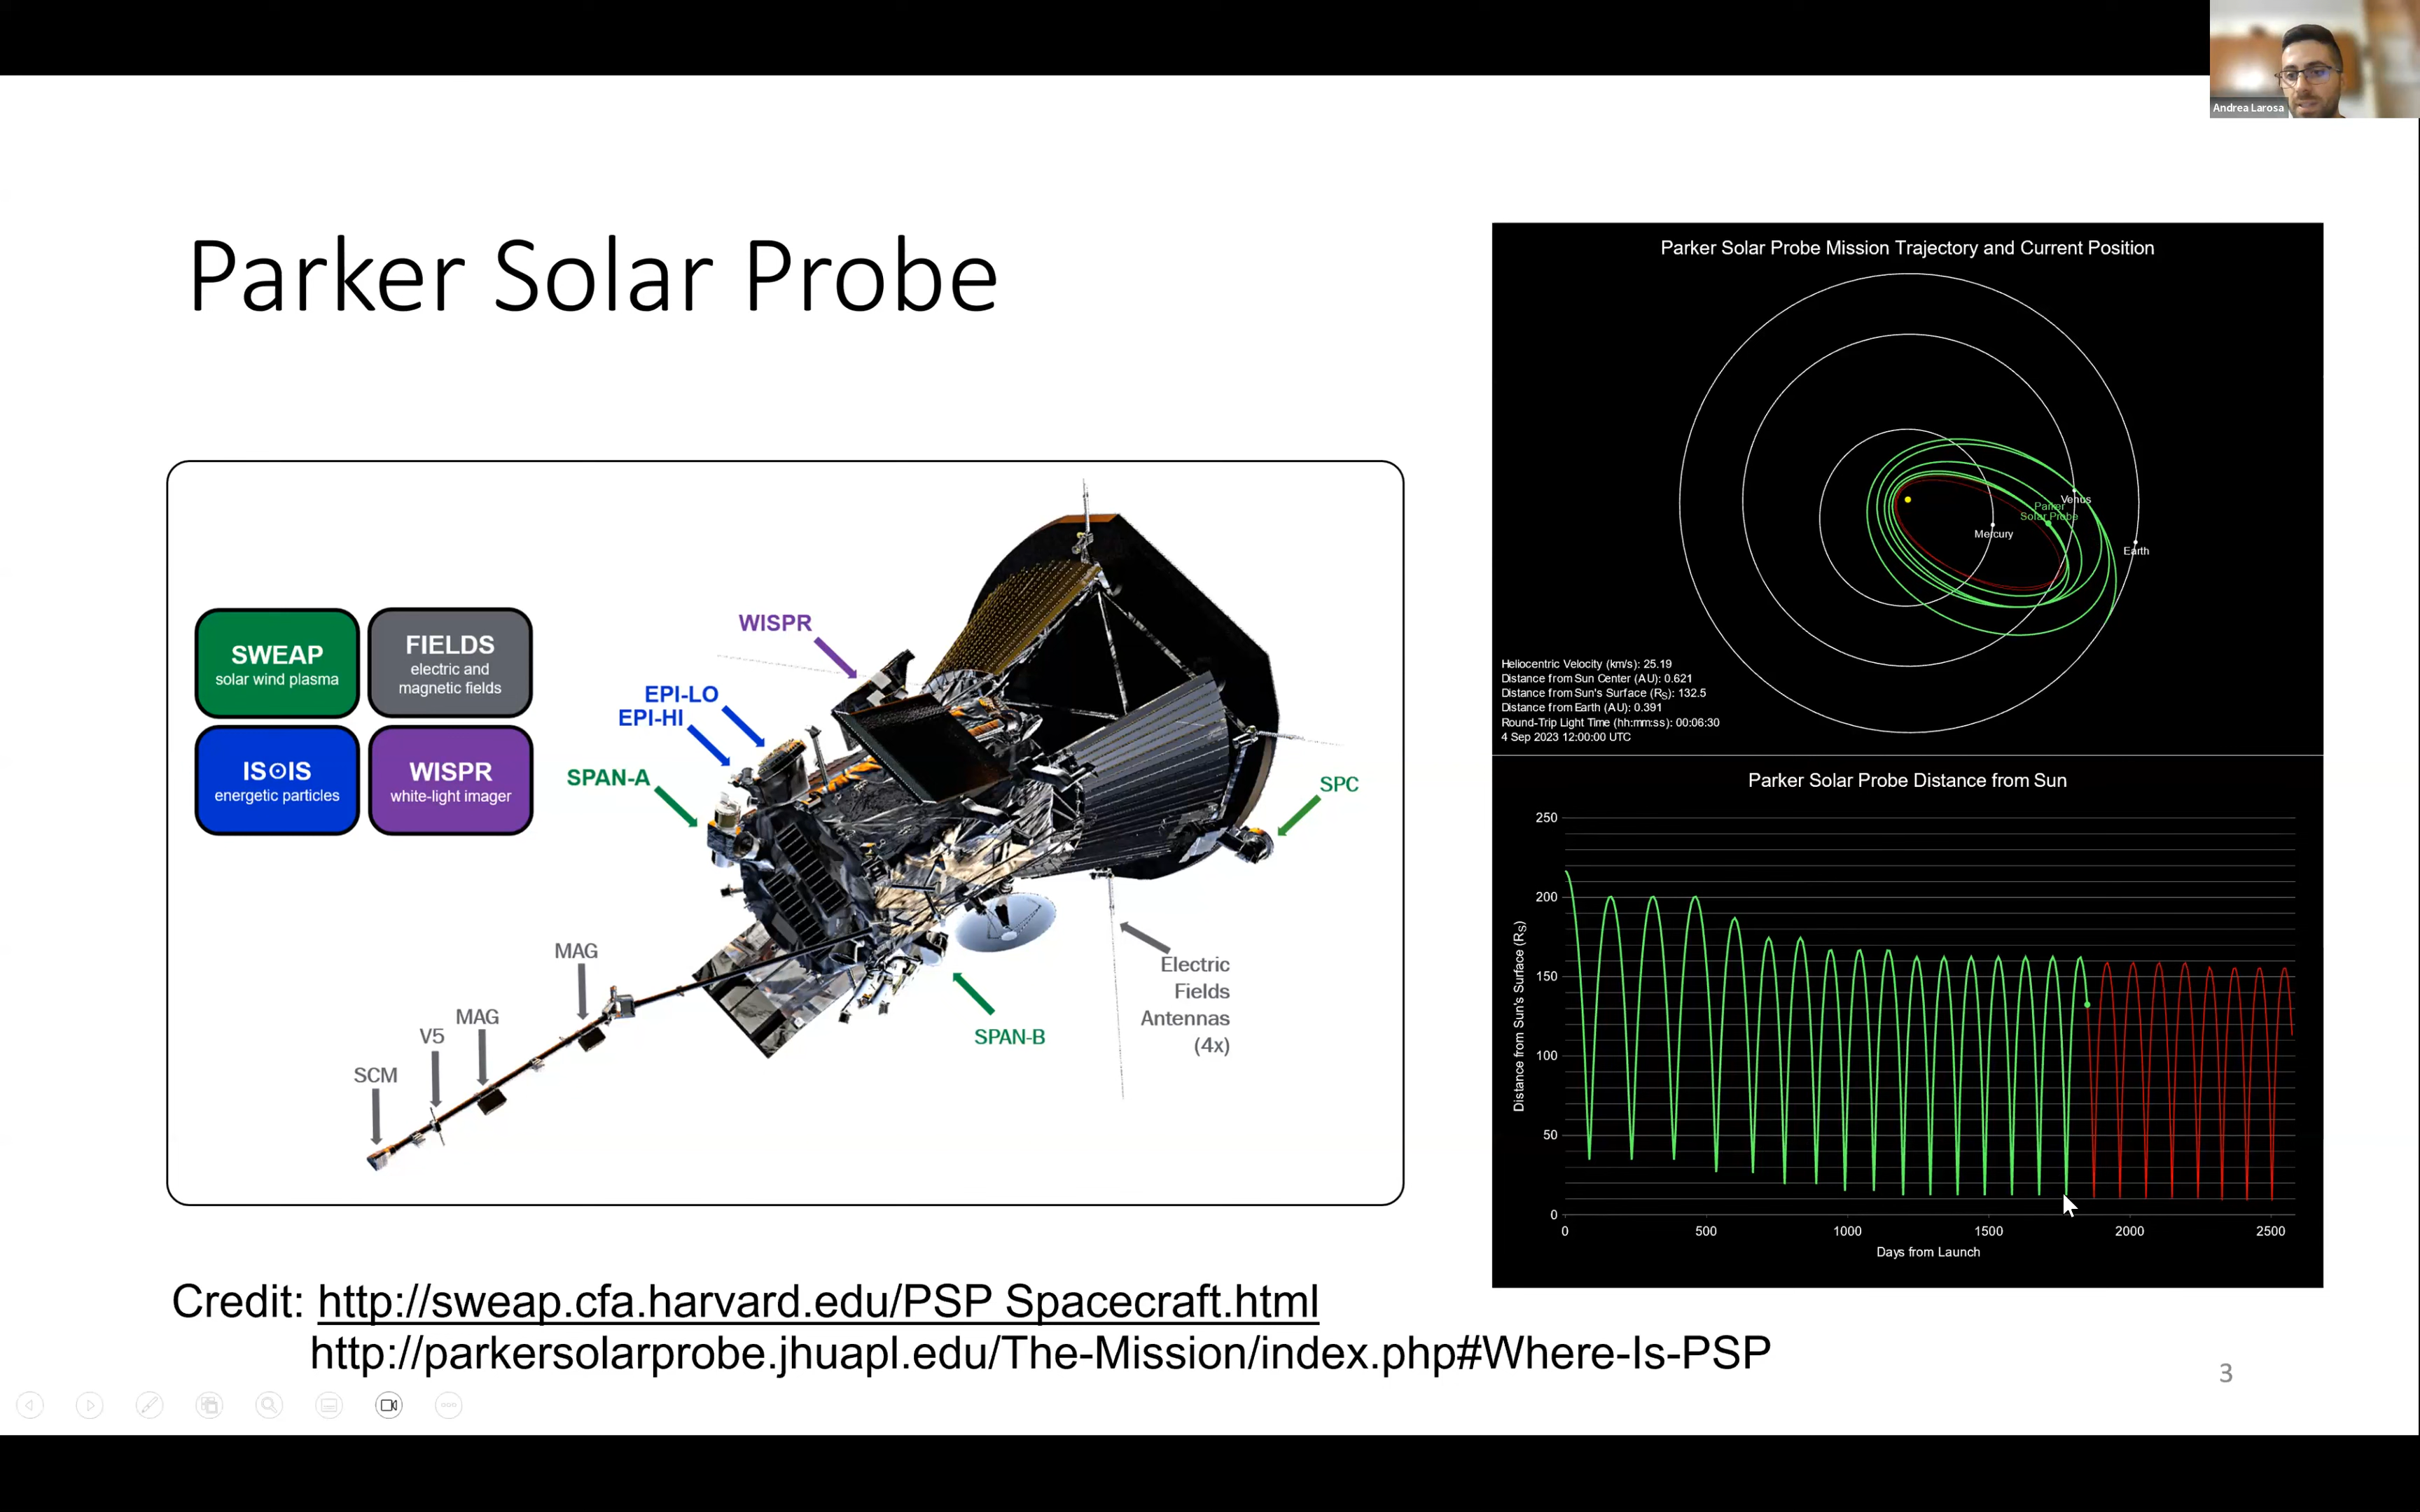 Andrea Larosa
Parker Solar Probe
SWEAP
solar wind plasma
FIELDS
electric and
magnetic fields
IS☉IS
energetic particles
WISPR
white-light imager
WISPR
EPI-LO
EPI-HI
SPAN-A
SPC
MAG
MAG
V5
SCM
SPAN-B
Electric
Fields
Antennas
(4x)
Parker Solar Probe Mission Trajectory and Current Position
Venus
Parker
Solar Probe
Mercury
Earth
Heliocentric Velocity (km/s): 25.19
Distance from Sun Center (AU): 0.621
Distance from Sun's Surface (RS): 132.5
Distance from Earth (AU): 0.391
Round-Trip Light Time (hh:mm:ss): 00:06:30
4 Sep 2023 12:00:00 UTC
Parker Solar Probe Distance from Sun
Distance from Sun's Surface (RS)
250
200
150
100
50
0
0 500 1000 1500 2000 2500
Days from Launch
Credit: http://sweap.cfa.harvard.edu/PSP Spacecraft.html
http://parkersolarprobe.jhuapl.edu/The-Mission/index.php#Where-Is-PSP
3